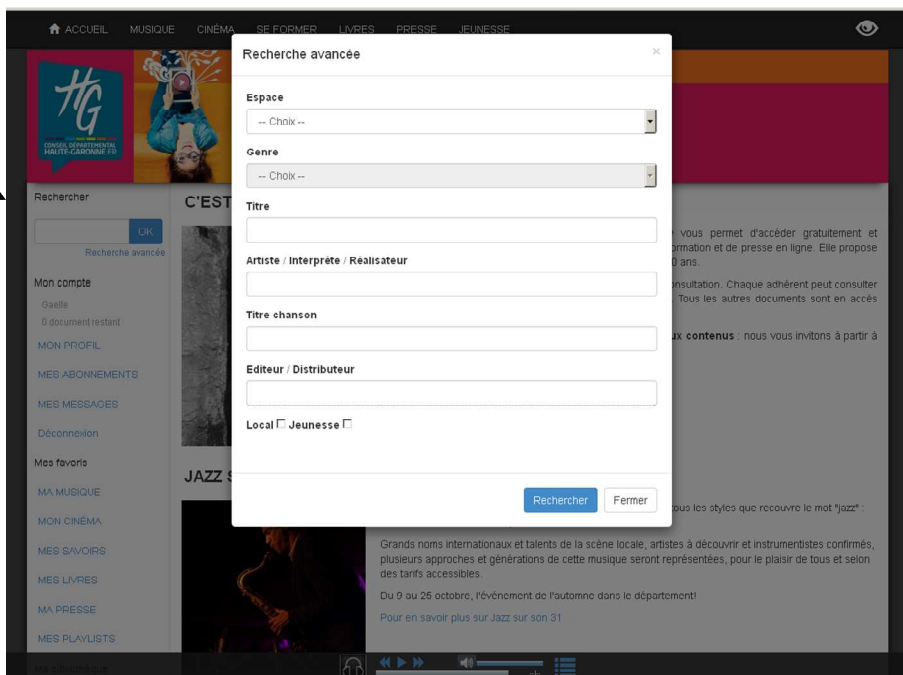 ACCUEIL MUSIQUE CINÉMA SE FORMER LIVRES PRESSE JEUNESSE
HG
CONSEIL DÉPARTEMENTAL
HAUTE-GARONNE.FR
Rechercher
OK
Recherche avancée
Mon compte
Gaelle
0 document restant
MON PROFIL
MES ABONNEMENTS
MES MESSAGES
Déconnexion
Mes favoris
MA MUSIQUE
MON CINÉMA
MES SAVOIRS
MES LIVRES
MA PRESSE
MES PLAYLISTS
Recherche avancée ×
Espace
-- Choix --
Genre
-- Choix --
Titre
Artiste / Interprète / Réalisateur
Titre chanson
Editeur / Distributeur
Local Jeunesse
Rechercher Fermer
C'EST
vous permet d'accéder gratuitement et
de presse en ligne. Elle propose
0 ans.
Chaque adhérent peut consulter
Tous les autres documents sont en accès
contenus : nous vous invitons à partir à
JAZZ
tous les styles que recouvre le mot "jazz" :
Grands noms internationaux et talents de la scène locale, artistes à découvrir et instrumentistes confirmés,
plusieurs approches et générations de cette musique seront représentées, pour le plaisir de tous et selon
des tarifs accessibles.
Du 9 au 26 octobre, l'événement de l'automne dans le département!
Pour en savoir plus sur Jazz sur son 31